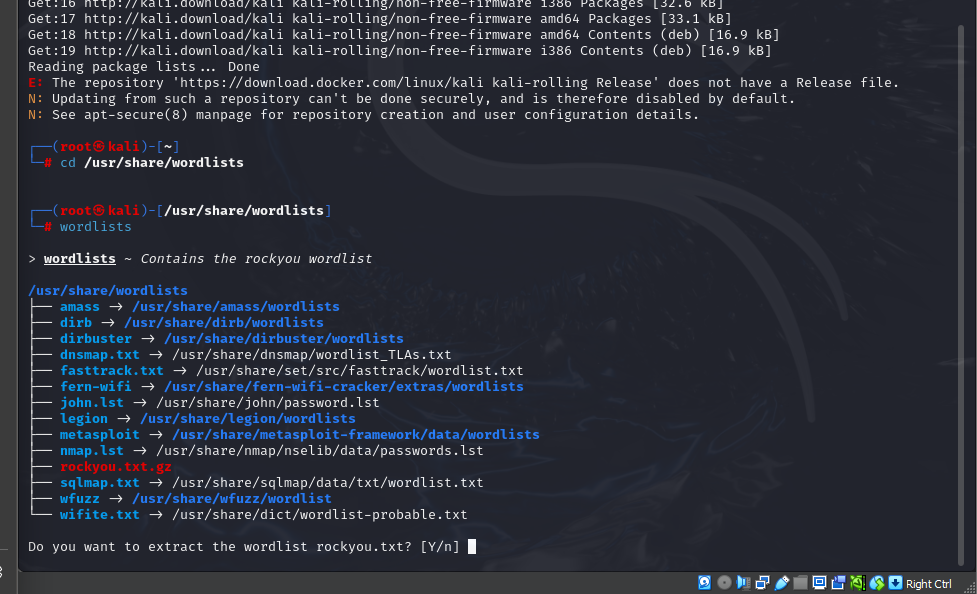 Get:16 http://kali.download/kali kali-rolling/non-free-firmware i386 Packages [32.6 kB]
Get:17 http://kali.download/kali kali-rolling/non-free-firmware amd64 Packages [33.1 kB]
Get:18 http://kali.download/kali kali-rolling/non-free-firmware amd64 Contents (deb) [16.9 kB]
Get:19 http://kali.download/kali kali-rolling/non-free-firmware i386 Contents (deb) [16.9 kB]
Reading package lists... Done
E: The repository 'https://download.docker.com/linux/kali kali-rolling Release' does not have a Release file.
N: Updating from such a repository can't be done securely, and is therefore disabled by default.
N: See apt-secure(8) manpage for repository creation and user configuration details.
┌──(root㉿kali)-[~]
└─# cd /usr/share/wordlists
┌──(root㉿kali)-[/usr/share/wordlists]
└─# wordlists
> wordlists ~ Contains the rockyou wordlist
/usr/share/wordlists
├── amass → /usr/share/amass/wordlists
├── dirb → /usr/share/dirb/wordlists
├── dirbuster → /usr/share/dirbuster/wordlists
├── dnsmap.txt → /usr/share/dnsmap/wordlist_TLAs.txt
├── fasttrack.txt → /usr/share/set/src/fasttrack/wordlist.txt
├── fern-wifi → /usr/share/fern-wifi-cracker/extras/wordlists
├── john.lst → /usr/share/john/password.lst
├── legion → /usr/share/legion/wordlists
├── metasploit → /usr/share/metasploit-framework/data/wordlists
├── nmap.lst → /usr/share/nmap/nselib/data/passwords.lst
├── rockyou.txt.gz
├── sqlmap.txt → /usr/share/sqlmap/data/txt/wordlist.txt
├── wfuzz → /usr/share/wfuzz/wordlist
└── wifite.txt → /usr/share/dict/wordlist-probable.txt
Do you want to extract the wordlist rockyou.txt? [Y/n]
Right Ctrl